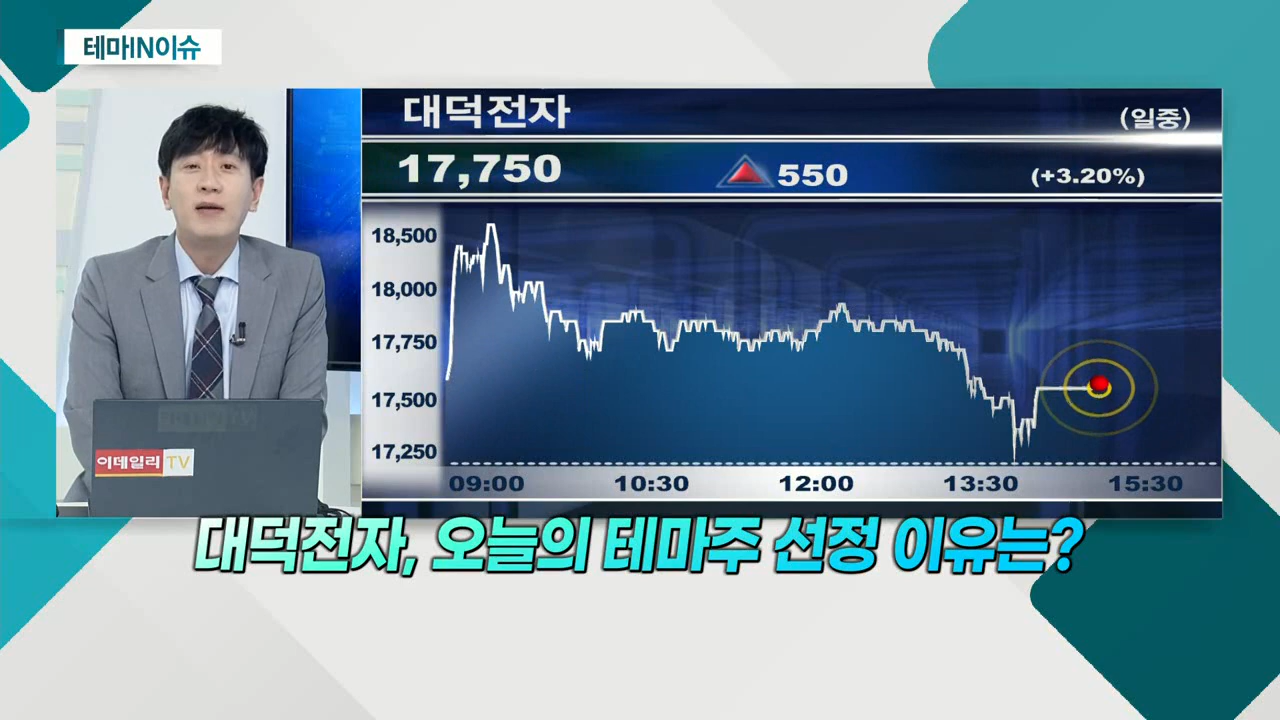 테마IN이슈
대덕전자
(일중)
17,750
550
(+3.20%)
18,500
18,000
17,750
17,500
17,250
09:00
10:30
12:00
13:30
15:30
이데일리TV
대덕전자, 오늘의 테마주 선정 이유는?